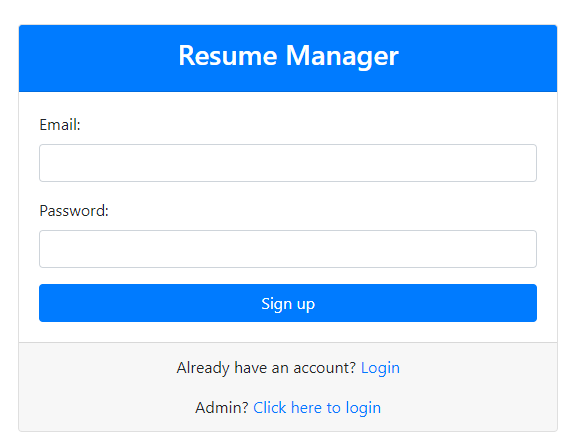 Resume Manager
Email:
Password:
Sign up
Already have an account? Login
Admin? Click here to login